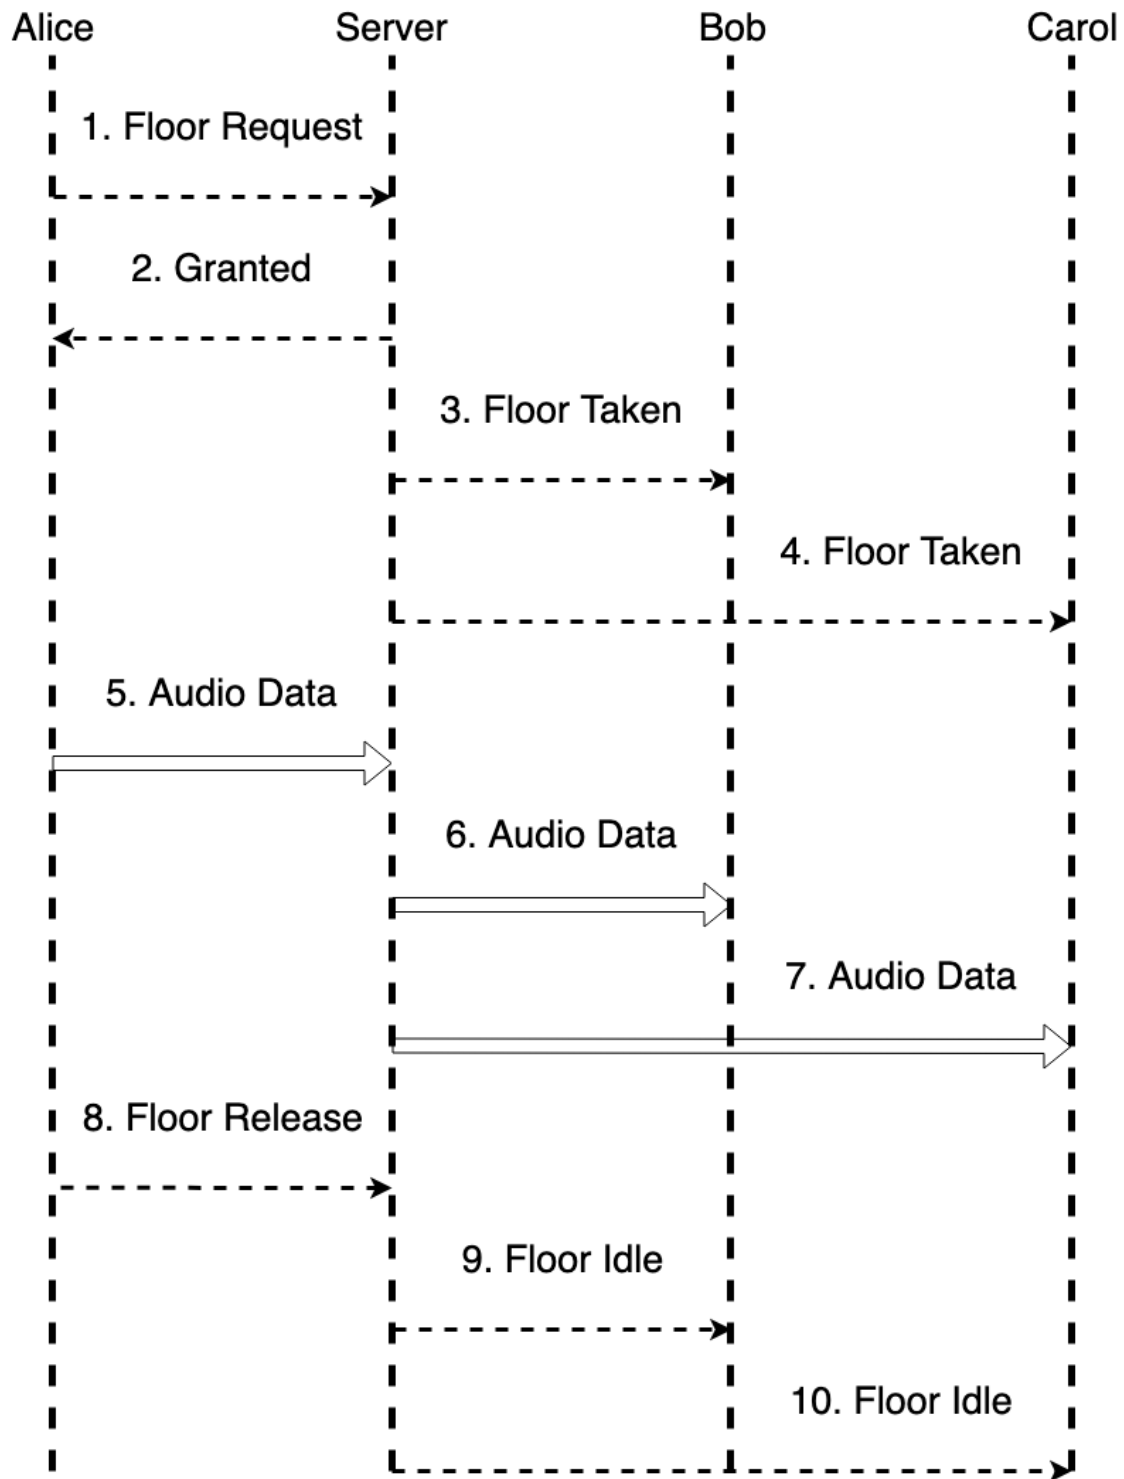 Alice Server Bob Carol
1. Floor Request
2. Granted
3. Floor Taken
4. Floor Taken
5. Audio Data
6. Audio Data
7. Audio Data
8. Floor Release
9. Floor Idle
10. Floor Idle